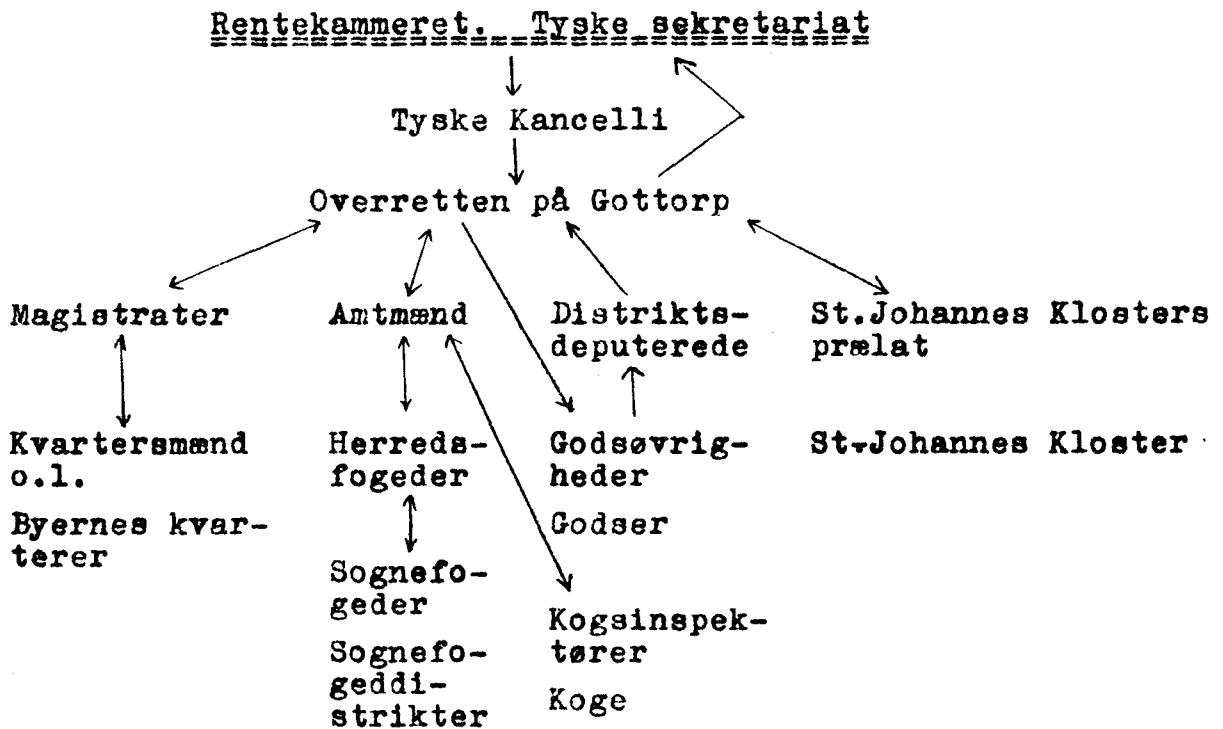 Rentekammeret. Tyske sekretariat
Tyske Kancelli
Overretten på Gottorp
Magistrater
Amtmænd
Distrikts-
deputerede
St.Johannes Klosters
prælat
Kvartersmænd
o.l.
Byernes kvar-
terer
Herreds-
fogeder
Sognefo-
geder
Sognefo-
geddi-
strikter
Godsøvrig-
heder
Godser
Kogsinspek-
tører
Koge
St.Johannes Kloster